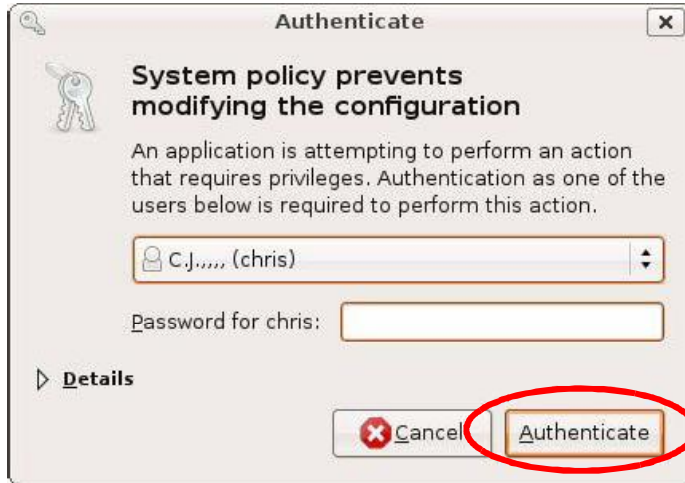 Authenticate
System policy prevents
modifying the configuration
An application is attempting to perform an action
that requires privileges. Authentication as one of the
users below is required to perform this action.
C.J.,,,,, (chris)
Password for chris:
Details
Cancel Authenticate